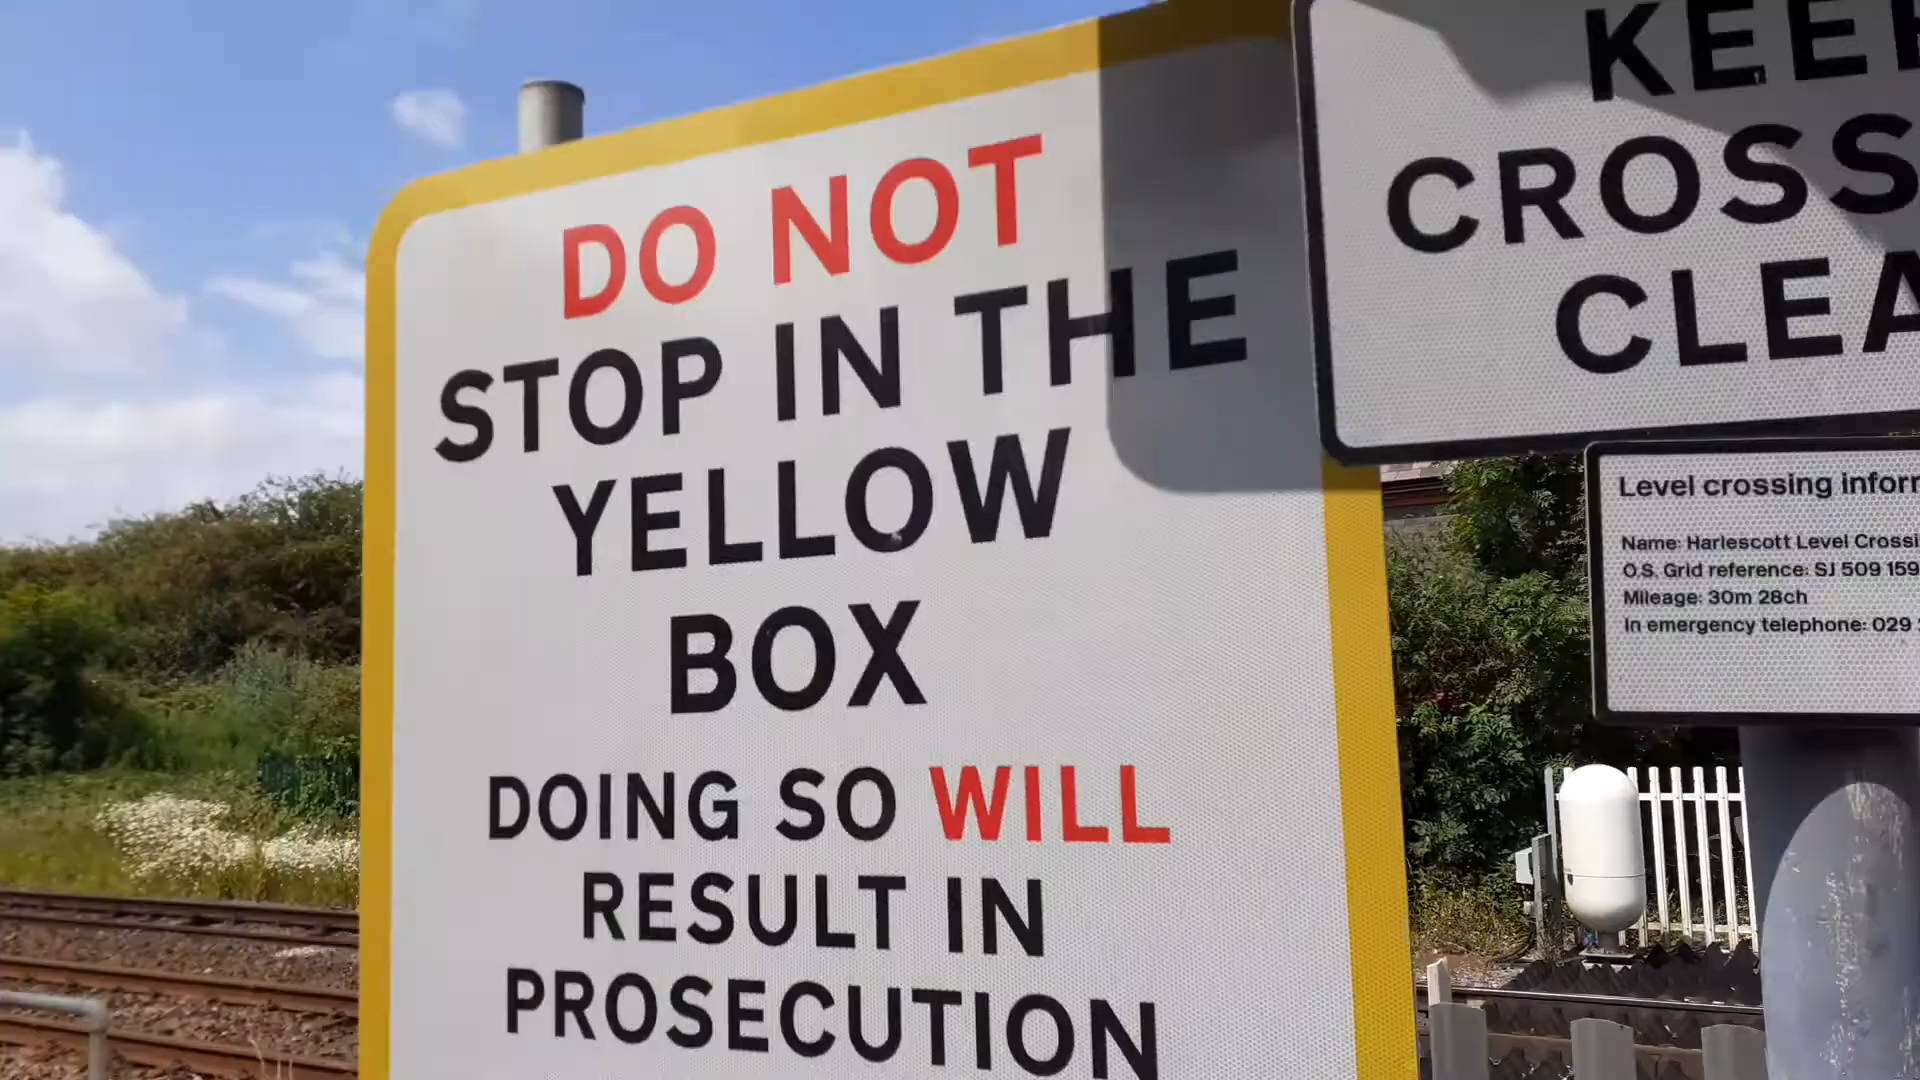 DO NOT
STOP IN THE
YELLOW
BOX
DOING SO WILL
RESULT IN
PROSECUTION
KEEP
CROSS
CLEA
Level crossing infor
Name: Harlescott Level Crossi
O.S. Grid reference: SJ 509 159
Mileage: 30m 28ch
In emergency telephone: 029